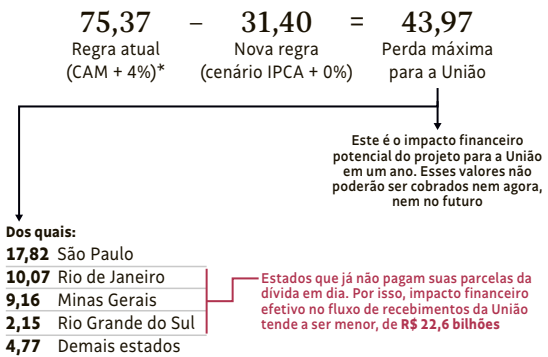 75,37 – 31,40 = 43,97
Regra atual Nova regra Perda máxima
(CAM + 4%)* (cenário IPCA + 0%) para a União
Este é o impacto financeiro
potencial do projeto para a União
em um ano. Esses valores não
poderão ser cobrados nem agora,
nem no futuro
Dos quais:
17,82 São Paulo
10,07 Rio de Janeiro
9,16 Minas Gerais
2,15 Rio Grande do Sul
4,77 Demais estados
Estados que já não pagam suas parcelas da
dívida em dia. Por isso, impacto financeiro
efetivo no fluxo de recebimentos da União
tende a ser menor, de R$ 22,6 bilhões